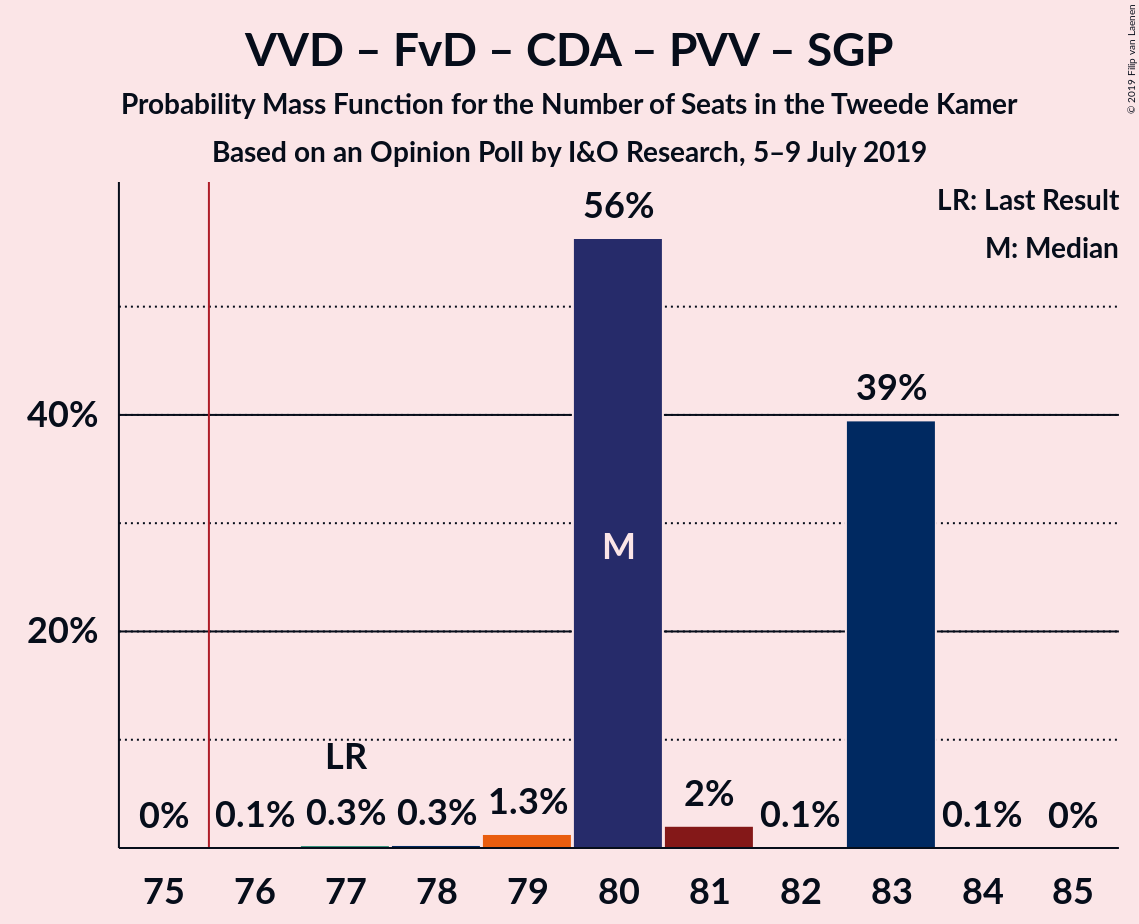 VVD – FvD – CDA – PVV – SGP
Probability Mass Function for the Number of Seats in the Tweede Kamer
Based on an Opinion Poll by I&O Research, 5–9 July 2019
© 2019 Filip van Laenen
LR: Last Result
M: Median
56%
39%
40%
20%
M
LR
0%
0.1%
0.3%
0.3%
1.3%
2%
0.1%
0.1%
0%
75 76 77 78 79 80 81 82 83 84 85